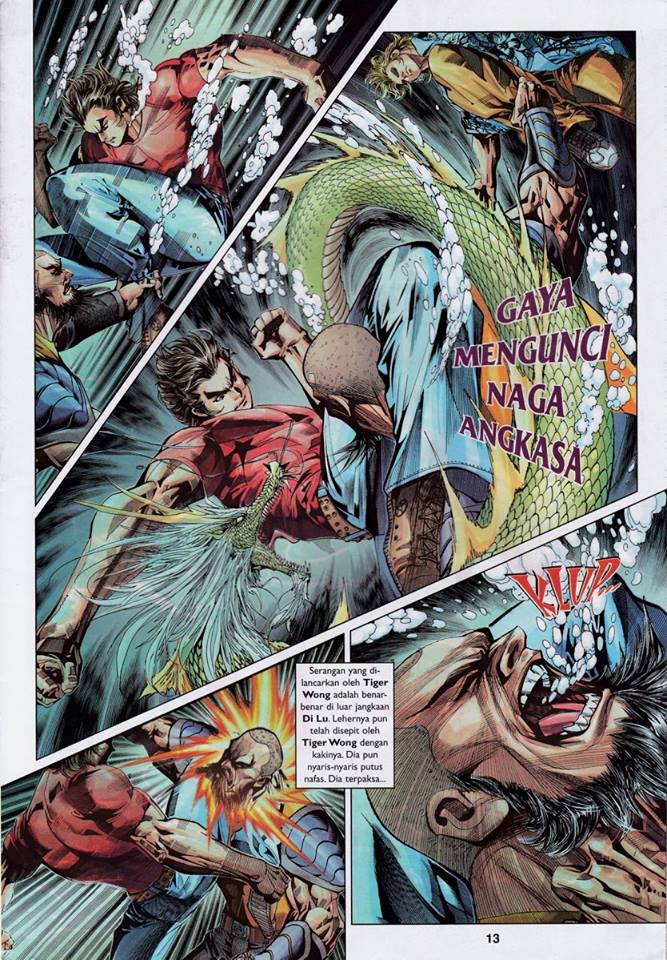 GAYA
MENGUNCI
NAGA
ANGKASA
KLUP...
Serangan yang di-
lancarkan oleh Tiger
Wong adalah benar-
benar di luar jangkaan
Di Lu. Lehernya pun
telah disepit oleh
Tiger Wong dengan
kakinya. Dia pun
nyaris-nyaris putus
nafas. Dia terpaksa...
13